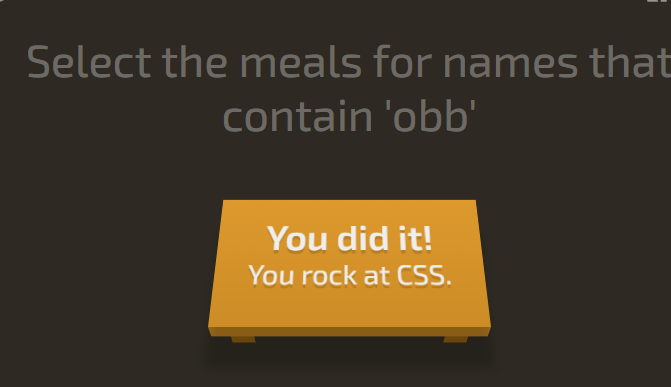 Select the meals for names that
contain 'obb'
You did it!
You rock at CSS.